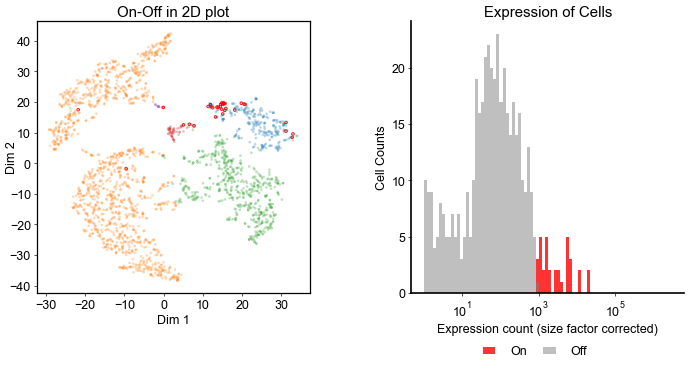 On-Off in 2D plot
Dim 2
40
30
20
10
0
−10
−20
−30
−40
−30 −20 −10 0 10 20 30
Dim 1
Expression of Cells
Cell Counts
20
15
10
5
0
10^1 10^3 10^5
Expression count (size factor corrected)
On Off